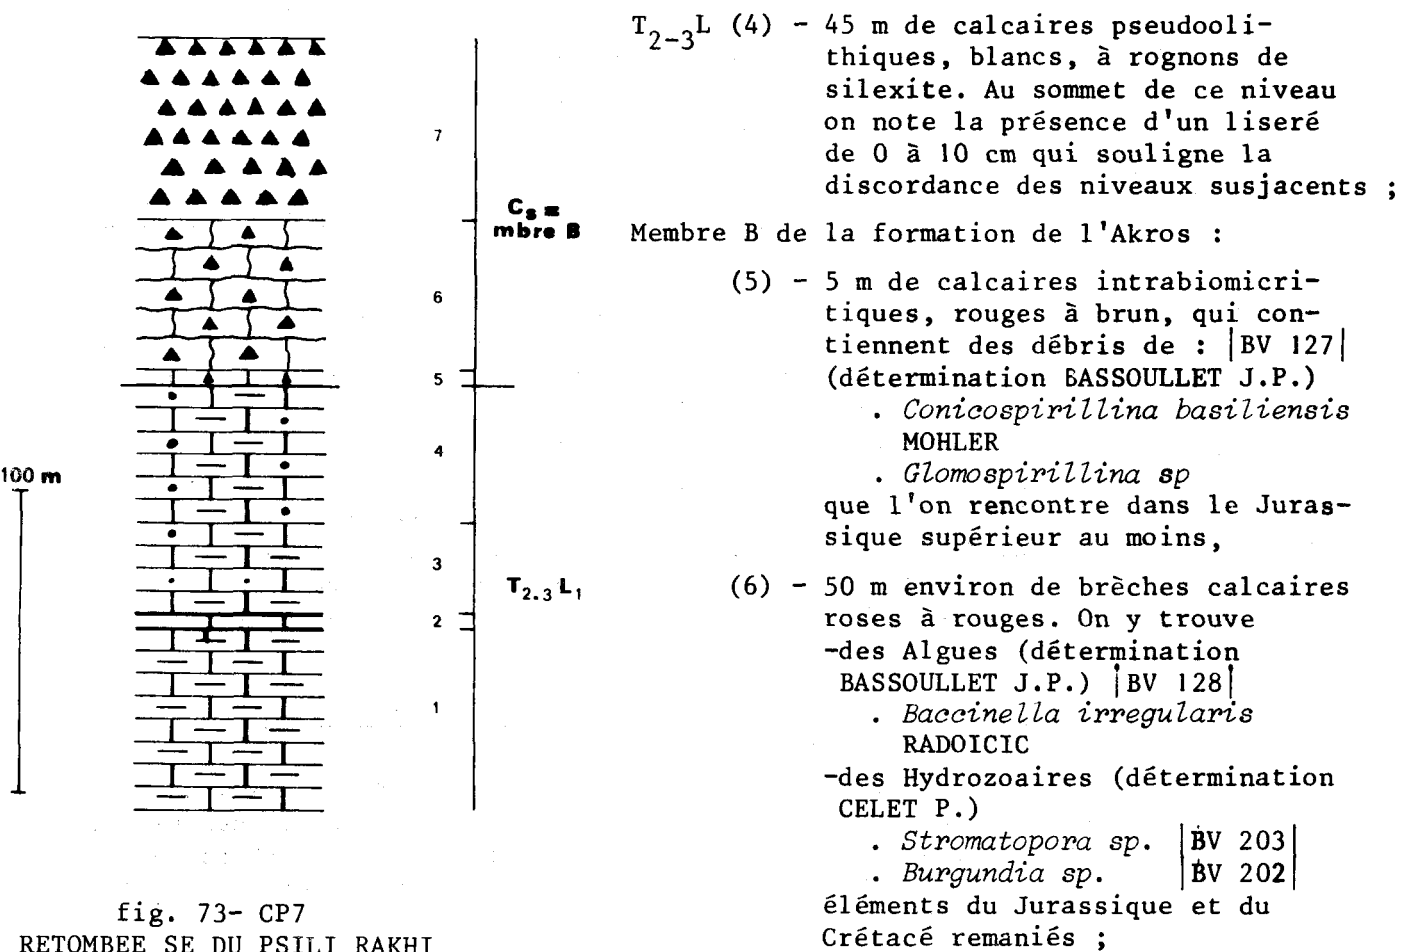 7
C₈ =
mbre B
6
5
4
100 m
3
T₂.₃ L₁
2
1
fig. 73- CP7
RETOMBEE SE DU PSILI RAKHI
T₂₋₃L (4) - 45 m de calcaires pseudooli-
thiques, blancs, à rognons de
silexite. Au sommet de ce niveau
on note la présence d'un liseré
de 0 à 10 cm qui souligne la
discordance des niveaux susjacents ;
Membre B de la formation de l'Akros :
(5) - 5 m de calcaires intrabiomicri-
tiques, rouges à brun, qui con-
tiennent des débris de : |BV 127|
(détermination BASSOULLET J.P.)
. Conicospirillina basiliensis
MOHLER
. Glomospirillina sp
que l'on rencontre dans le Juras-
sique supérieur au moins,
(6) - 50 m environ de brèches calcaires
roses à rouges. On y trouve
-des Algues (détermination
BASSOULLET J.P.) |BV 128|
. Baccinella irregularis
RADOICIC
-des Hydrozoaires (détermination
CELET P.)
. Stromatopora sp. |BV 203|
. Burgundia sp. |BV 202|
éléments du Jurassique et du
Crétacé remaniés ;